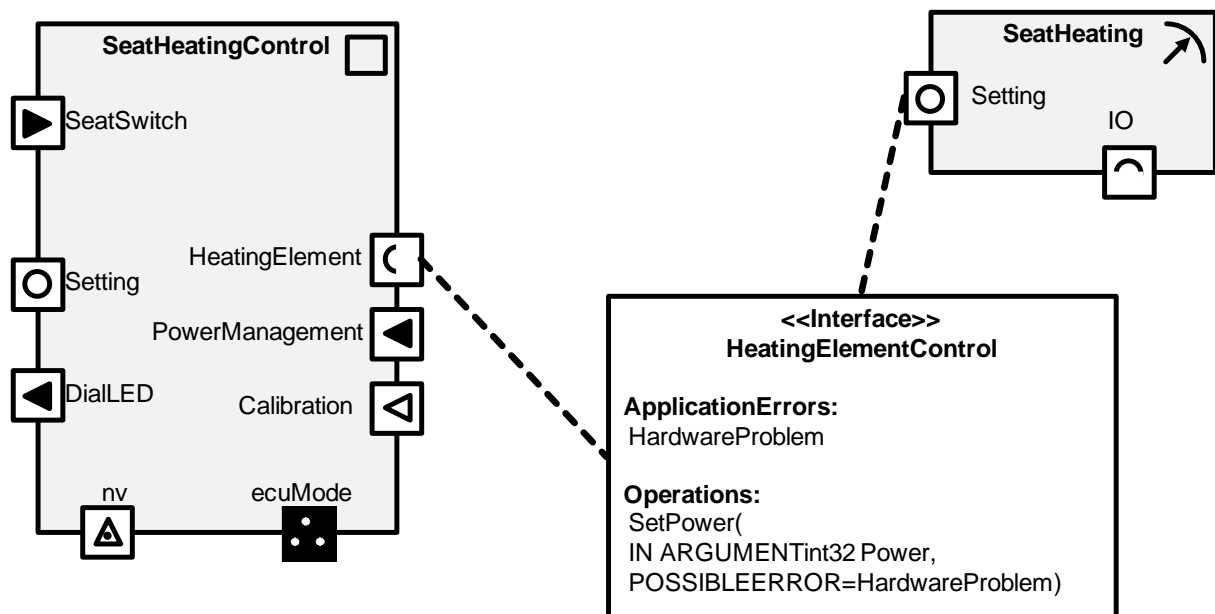 SeatHeatingControl
SeatSwitch
HeatingElement
Setting
PowerManagement
DialLED
Calibration
nv
ecuMode
SeatHeating
Setting
IO
<<Interface>>
HeatingElementControl
ApplicationErrors:
HardwareProblem
Operations:
SetPower(
IN ARGUMENTint32 Power,
POSSIBLEERROR=HardwareProblem)